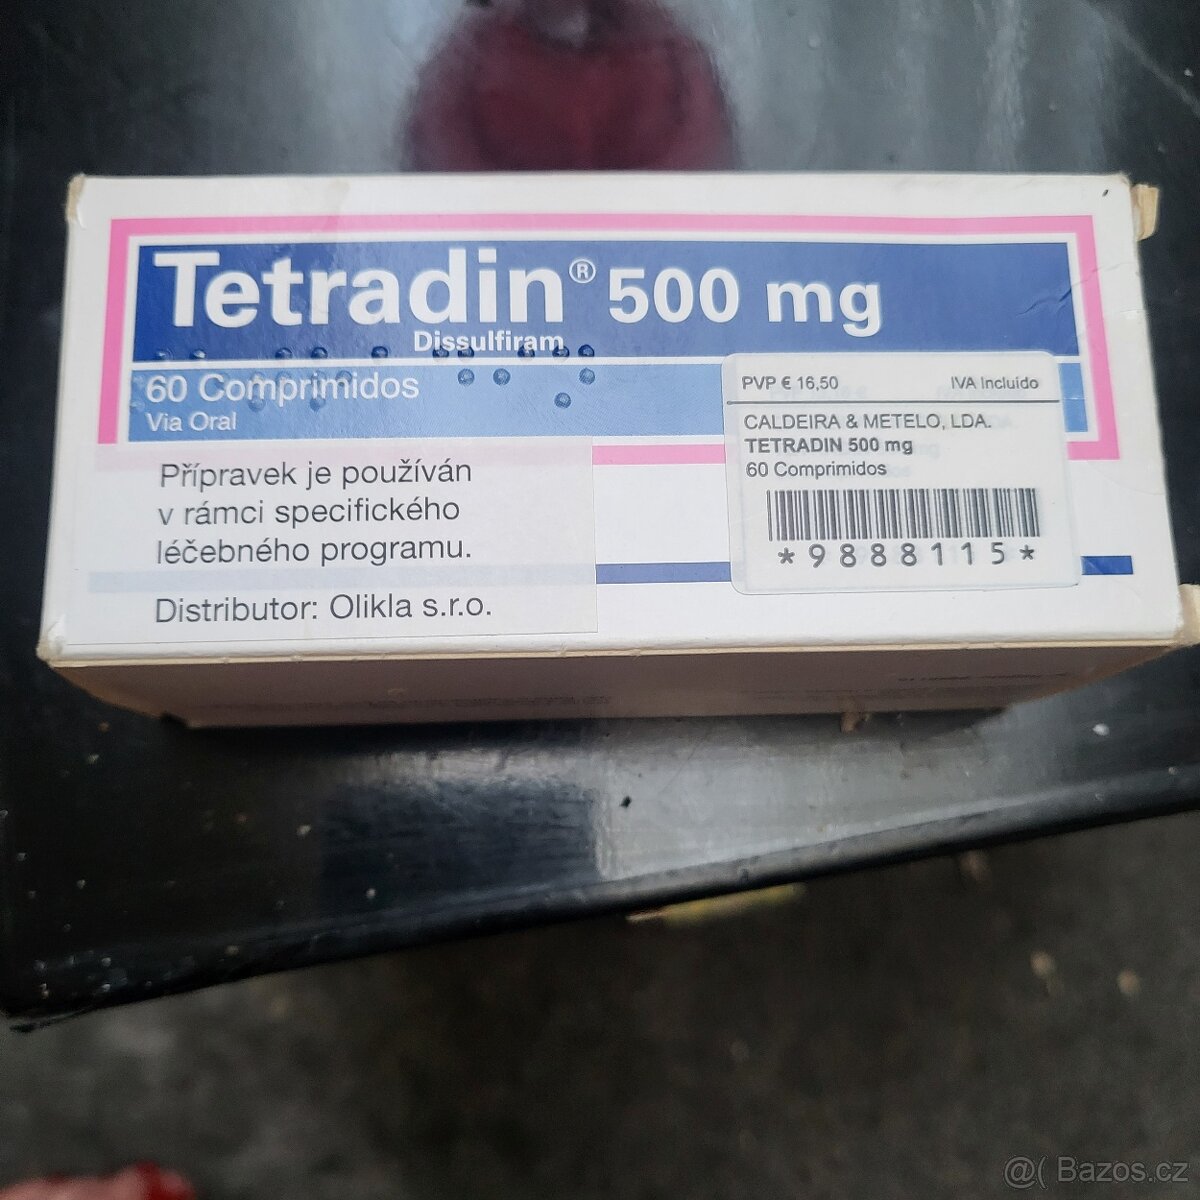 Tetradin® 500 mg
Dissulfiram
60 Comprimidos
Via Oral
PVP € 16,50 IVA Incluído
CALDEIRA & METELO, LDA.
TETRADIN 500 mg
60 Comprimidos
*9888115*
Přípravek je používán
v rámci specifického
léčebného programu.
Distributor: Olikla s.r.o.
@( Bazos.cz